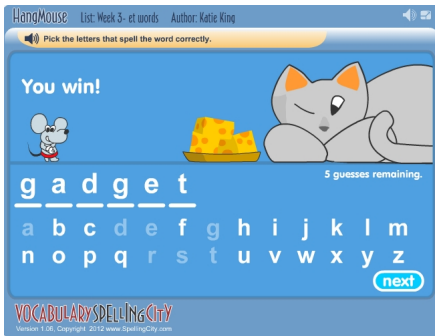 HangMouse List: Week 3- et words Author: Katie King
Pick the letters that spell the word correctly.
You win!
5 guesses remaining.
g a d g e t
a b c d e f g h i j k l m
n o p q r s t u v w x y z
next
VOCABULARYSPELLINGCITY
Version 1.06, Copyright 2012 www.SpellingCity.com